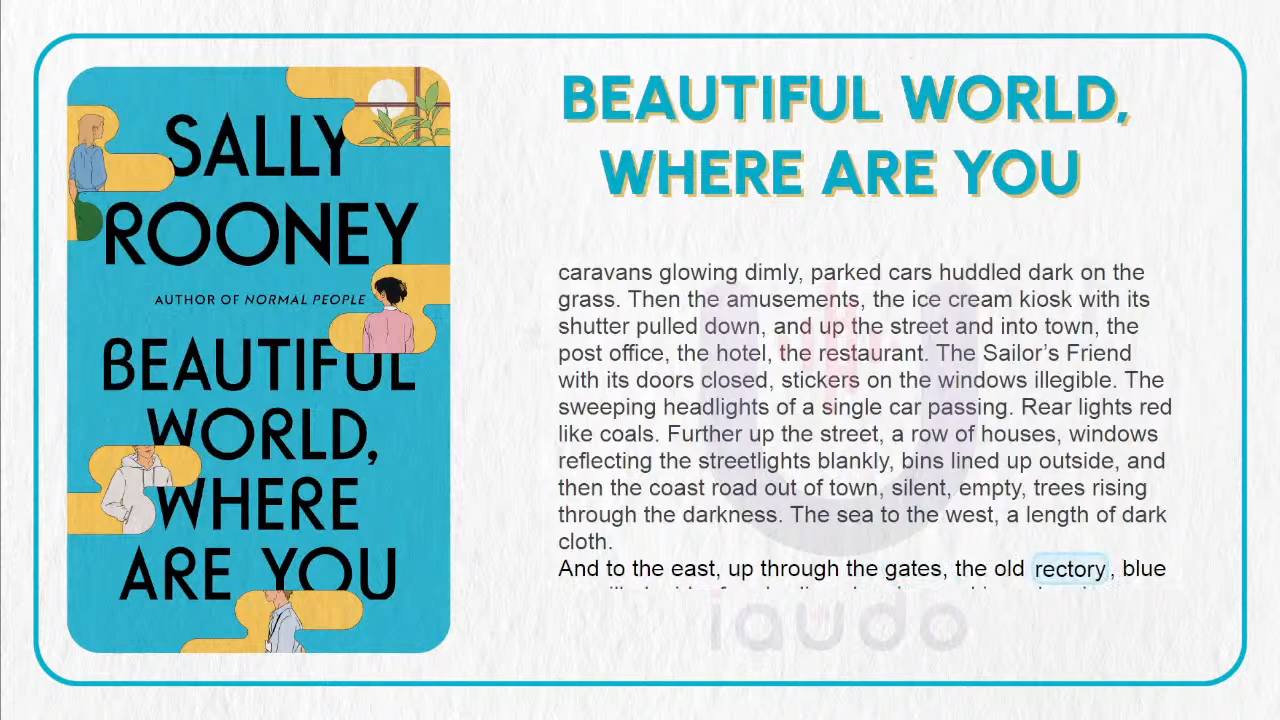 SALLY
ROONEY
AUTHOR OF NORMAL PEOPLE
BEAUTIFUL
WORLD,
WHERE
ARE YOU
BEAUTIFUL WORLD,
WHERE ARE YOU
caravans glowing dimly, parked cars huddled dark on the
grass. Then the amusements, the ice cream kiosk with its
shutter pulled down, and up the street and into town, the
post office, the hotel, the restaurant. The Sailor’s Friend
with its doors closed, stickers on the windows illegible. The
sweeping headlights of a single car passing. Rear lights red
like coals. Further up the street, a row of houses, windows
reflecting the streetlights blankly, bins lined up outside, and
then the coast road out of town, silent, empty, trees rising
through the darkness. The sea to the west, a length of dark
cloth.
And to the east, up through the gates, the old rectory, blue
iaudo